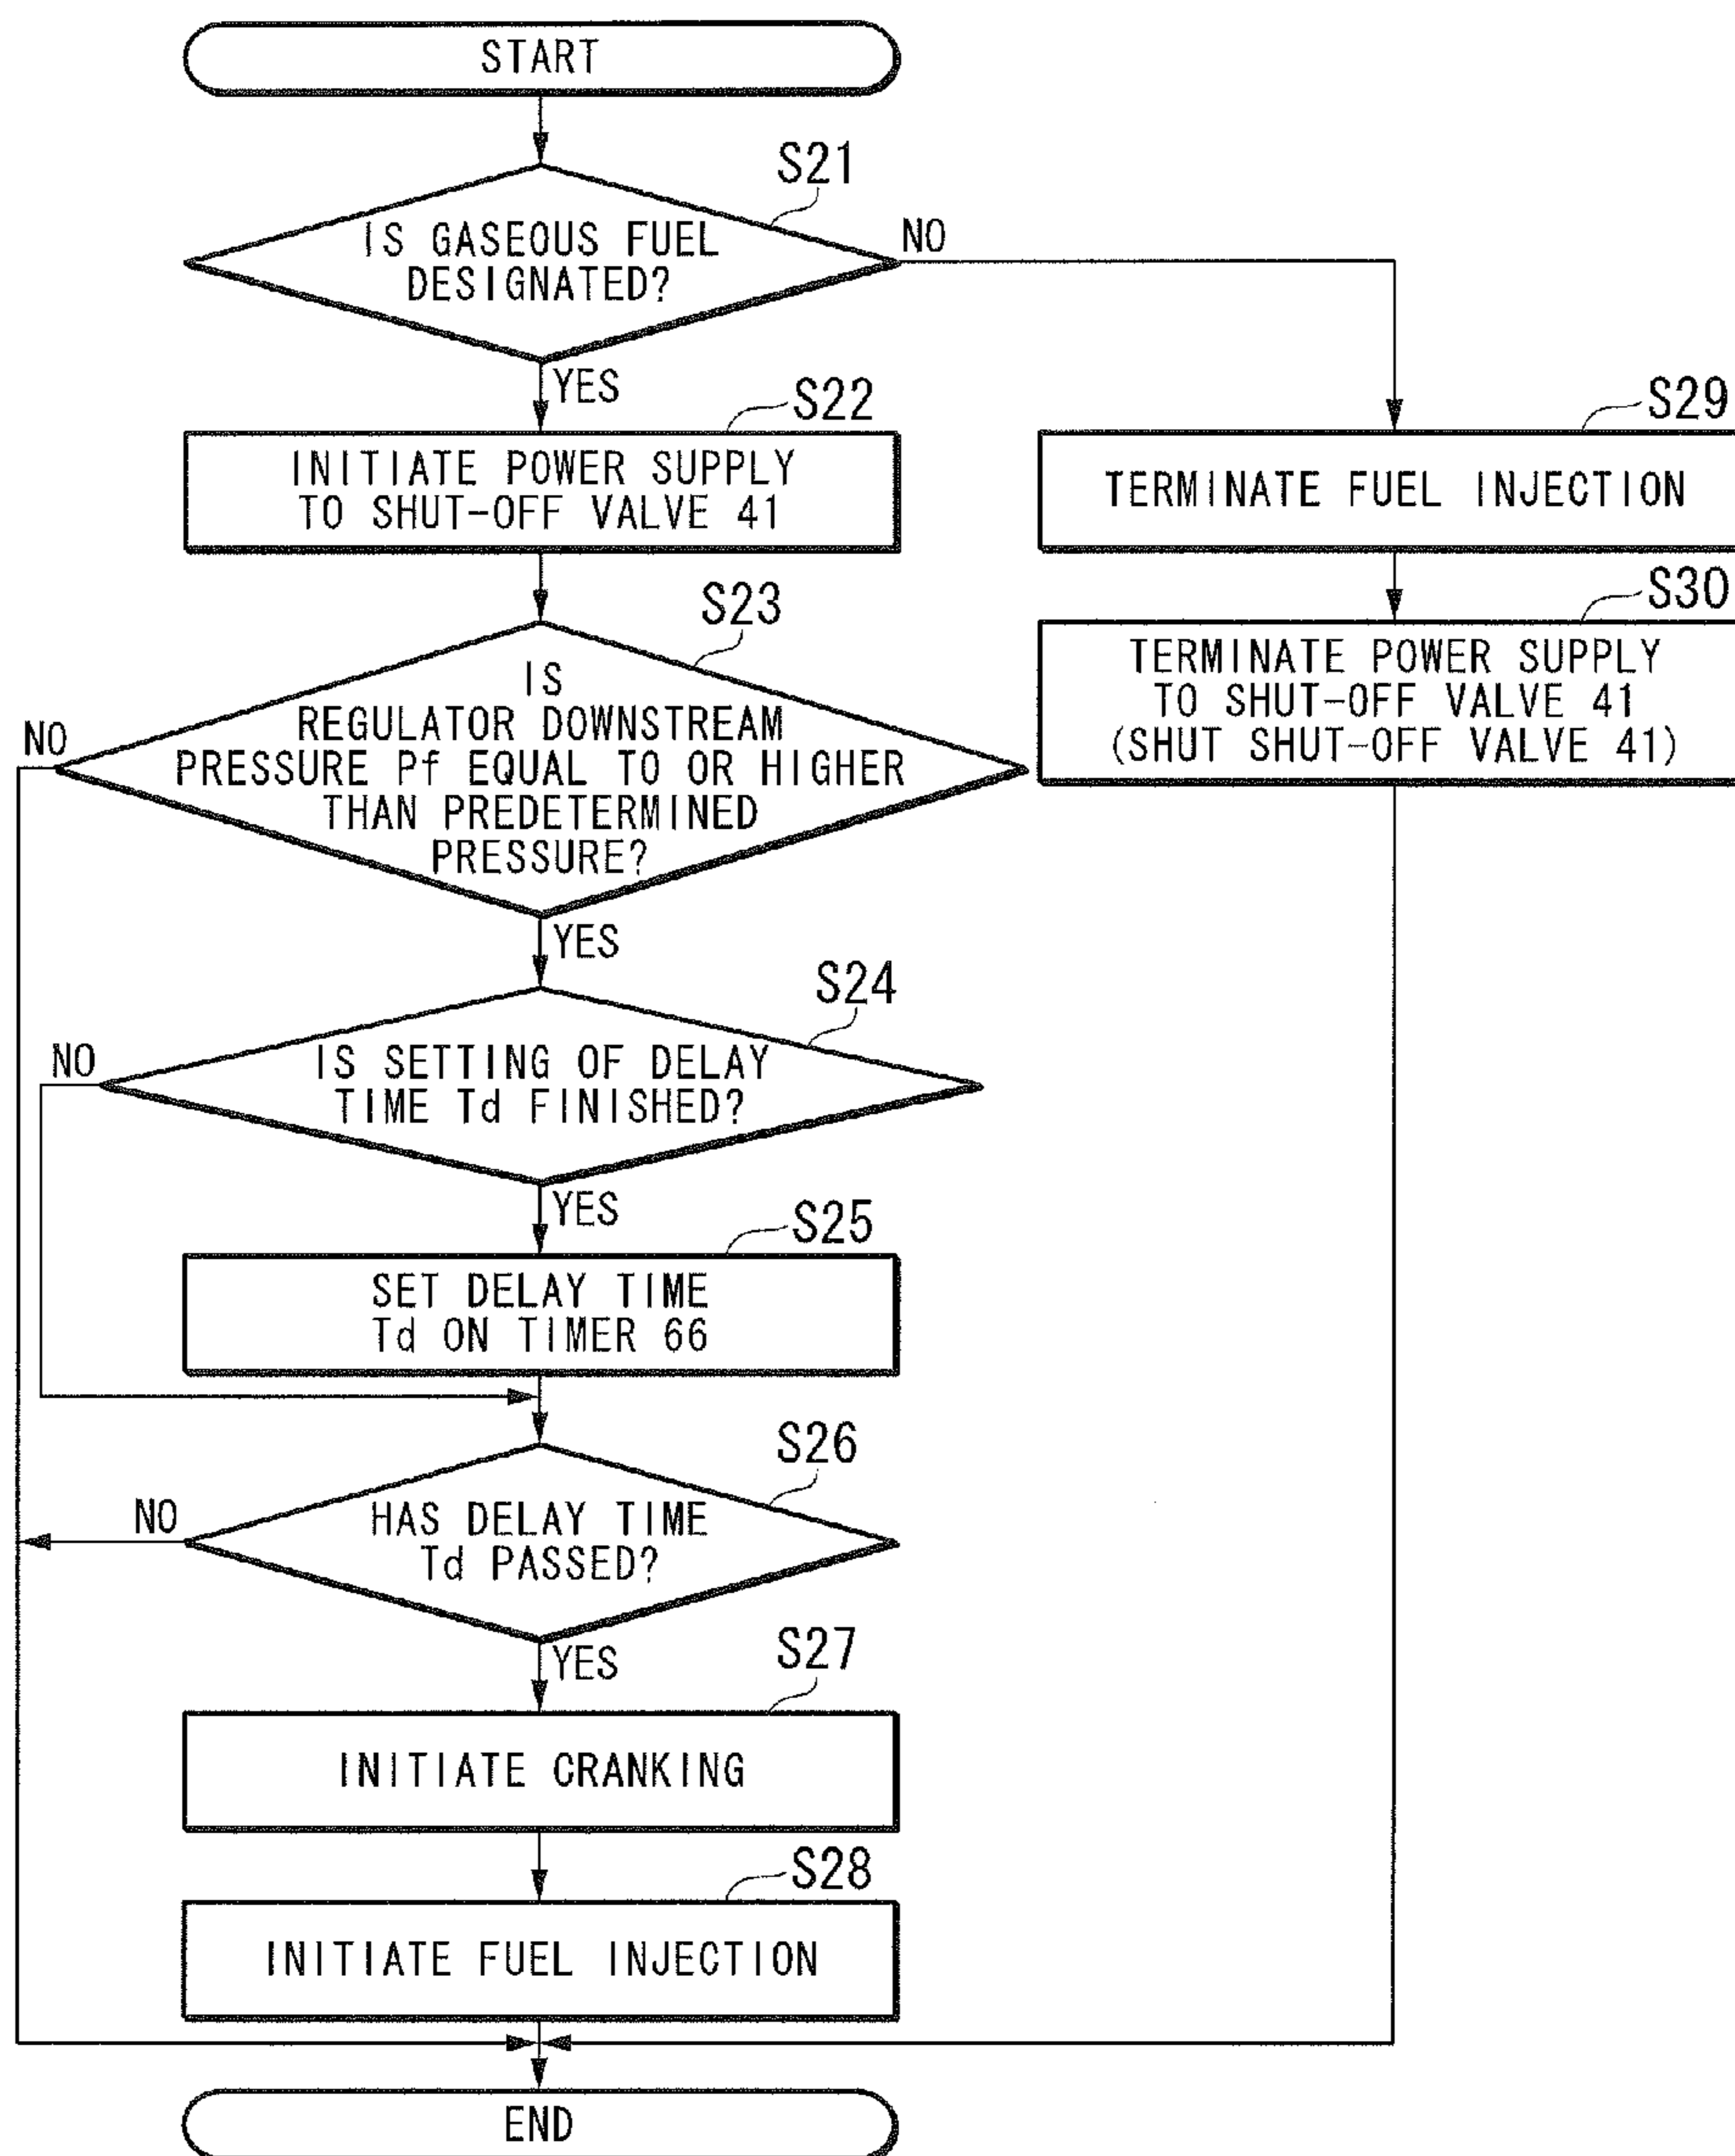 START
S21
IS GASEOUS FUEL
DESIGNATED?
NO
YES
S22
INITIATE POWER SUPPLY
TO SHUT-OFF VALVE 41
S29
TERMINATE FUEL INJECTION
S30
TERMINATE POWER SUPPLY
TO SHUT-OFF VALVE 41
(SHUT SHUT-OFF VALVE 41)
S23
IS
REGULATOR DOWNSTREAM
PRESSURE Pf EQUAL TO OR HIGHER
THAN PREDETERMINED
PRESSURE?
NO
YES
S24
IS SETTING OF DELAY
TIME Td FINISHED?
NO
YES
S25
SET DELAY TIME
Td ON TIMER 66
S26
HAS DELAY TIME
Td PASSED?
NO
YES
S27
INITIATE CRANKING
S28
INITIATE FUEL INJECTION
END